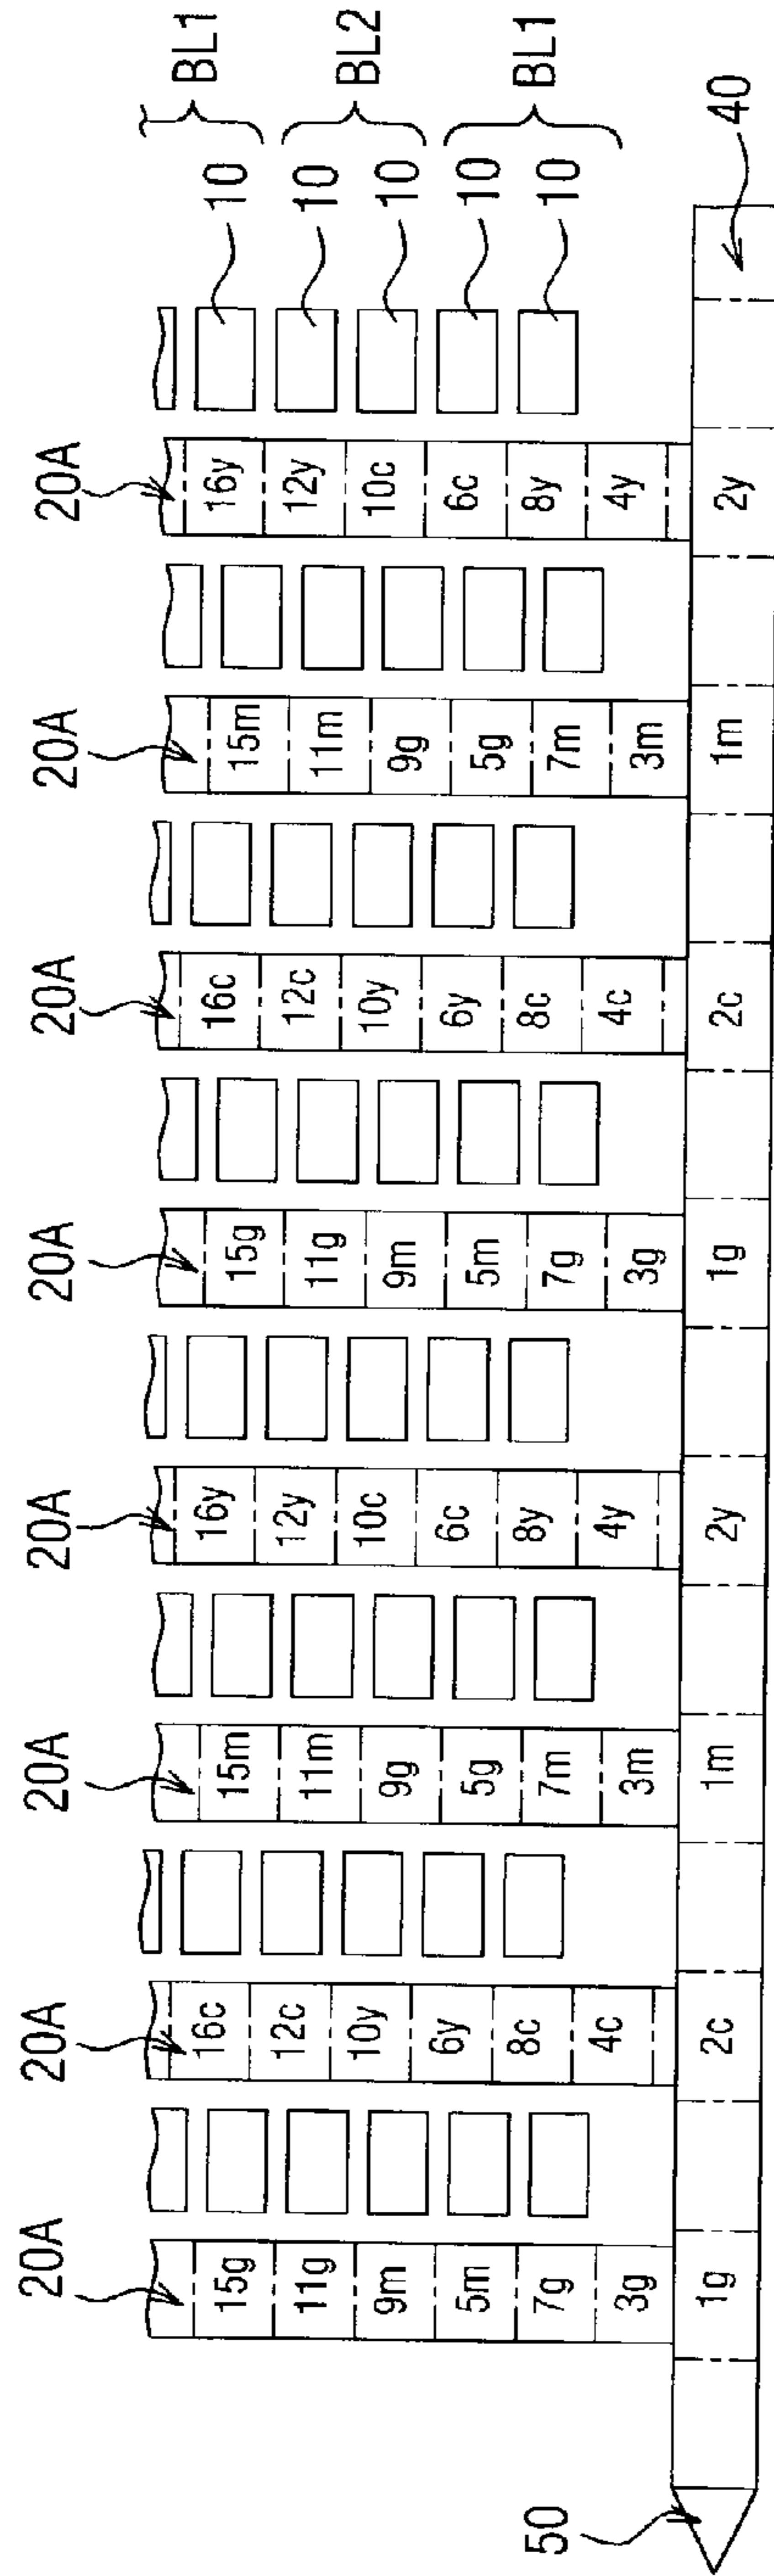 20A 20A 20A 20A 20A 20A 20A 20A
15g 16c 15m 16y 15g 16c 15m 16y 10 BL1
11g 12c 11m 12y 11g 12c 11m 12y 10 BL2
9m 10y 9g 10c 9m 10y 9g 10c 10
5m 6y 5g 6c 5m 6y 5g 6c 10 BL1
7g 8c 7m 8y 7g 8c 7m 8y 10
3g 4c 3m 4y 3g 4c 3m 4y
50 1g 2c 1m 2y 1g 2c 1m 2y 40